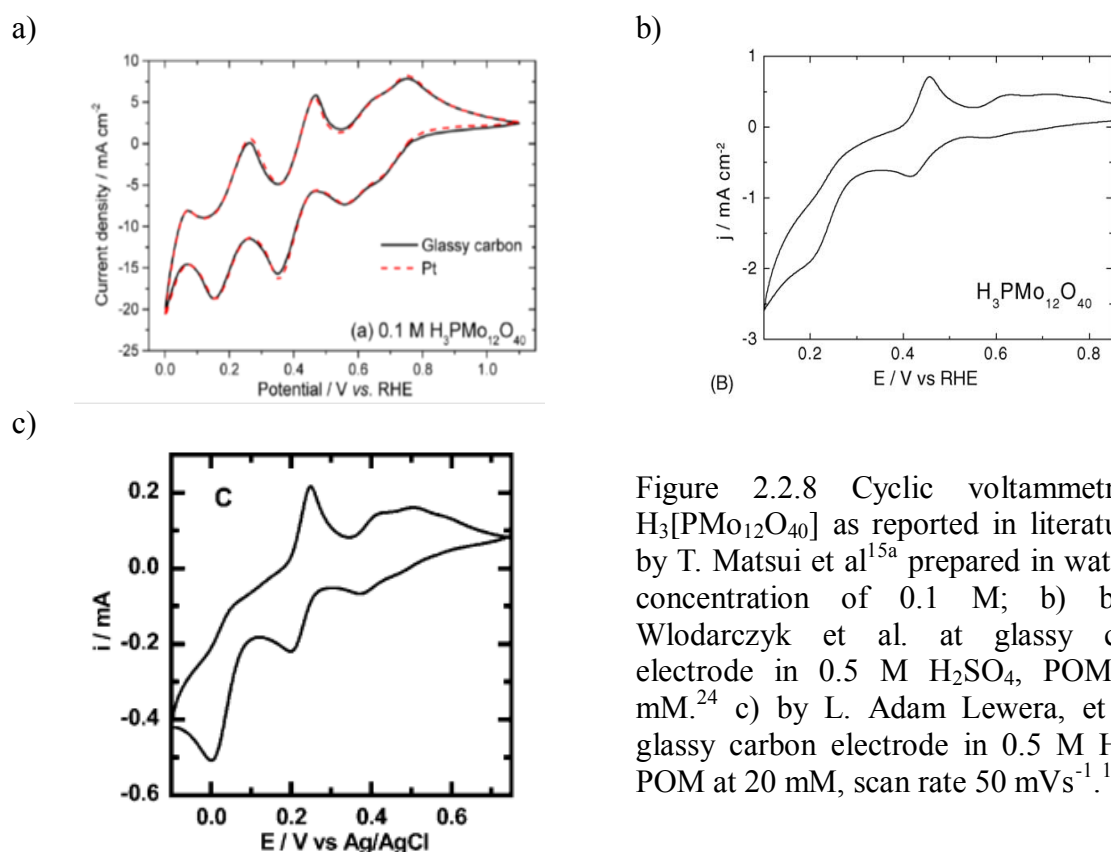 a)
b)
10
5
0
-5
-10
-15
-20
-25
Current density / mA cm-2
Glassy carbon
Pt
(a) 0.1 M H3PMo12O40
0.0 0.2 0.4 0.6 0.8 1.0
Potential / V vs. RHE
1
0
-1
-2
-3
j / mA cm-2
H3PMo12O40
0.2 0.4 0.6 0.8
(B) E / V vs RHE
c)
C
0.2
0.0
-0.2
-0.4
-0.6
i / mA
0.0 0.2 0.4 0.6
E / V vs Ag/AgCl
Figure 2.2.8 Cyclic voltammetr
H3[PMo12O40] as reported in literatu
by T. Matsui et al15a prepared in wat
concentration of 0.1 M; b) b
Wlodarczyk et al. at glassy c
electrode in 0.5 M H2SO4, POM
mM.24 c) by L. Adam Lewera, et
glassy carbon electrode in 0.5 M H
POM at 20 mM, scan rate 50 mVs-1.1